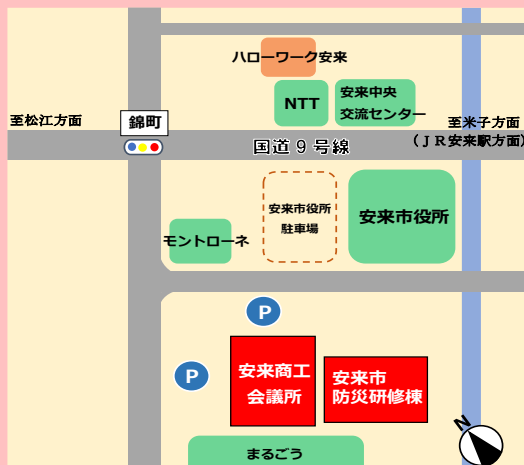 ハローワーク安来
NTT
安来中央
交流センター
至松江方面
錦町
至米子方面
(ＪＲ安来駅方面)
国道９号線
安来市役所
駐車場
安来市役所
モントローネ
P
P
安来商工
会議所
安来市
防災研修棟
まるごう
N